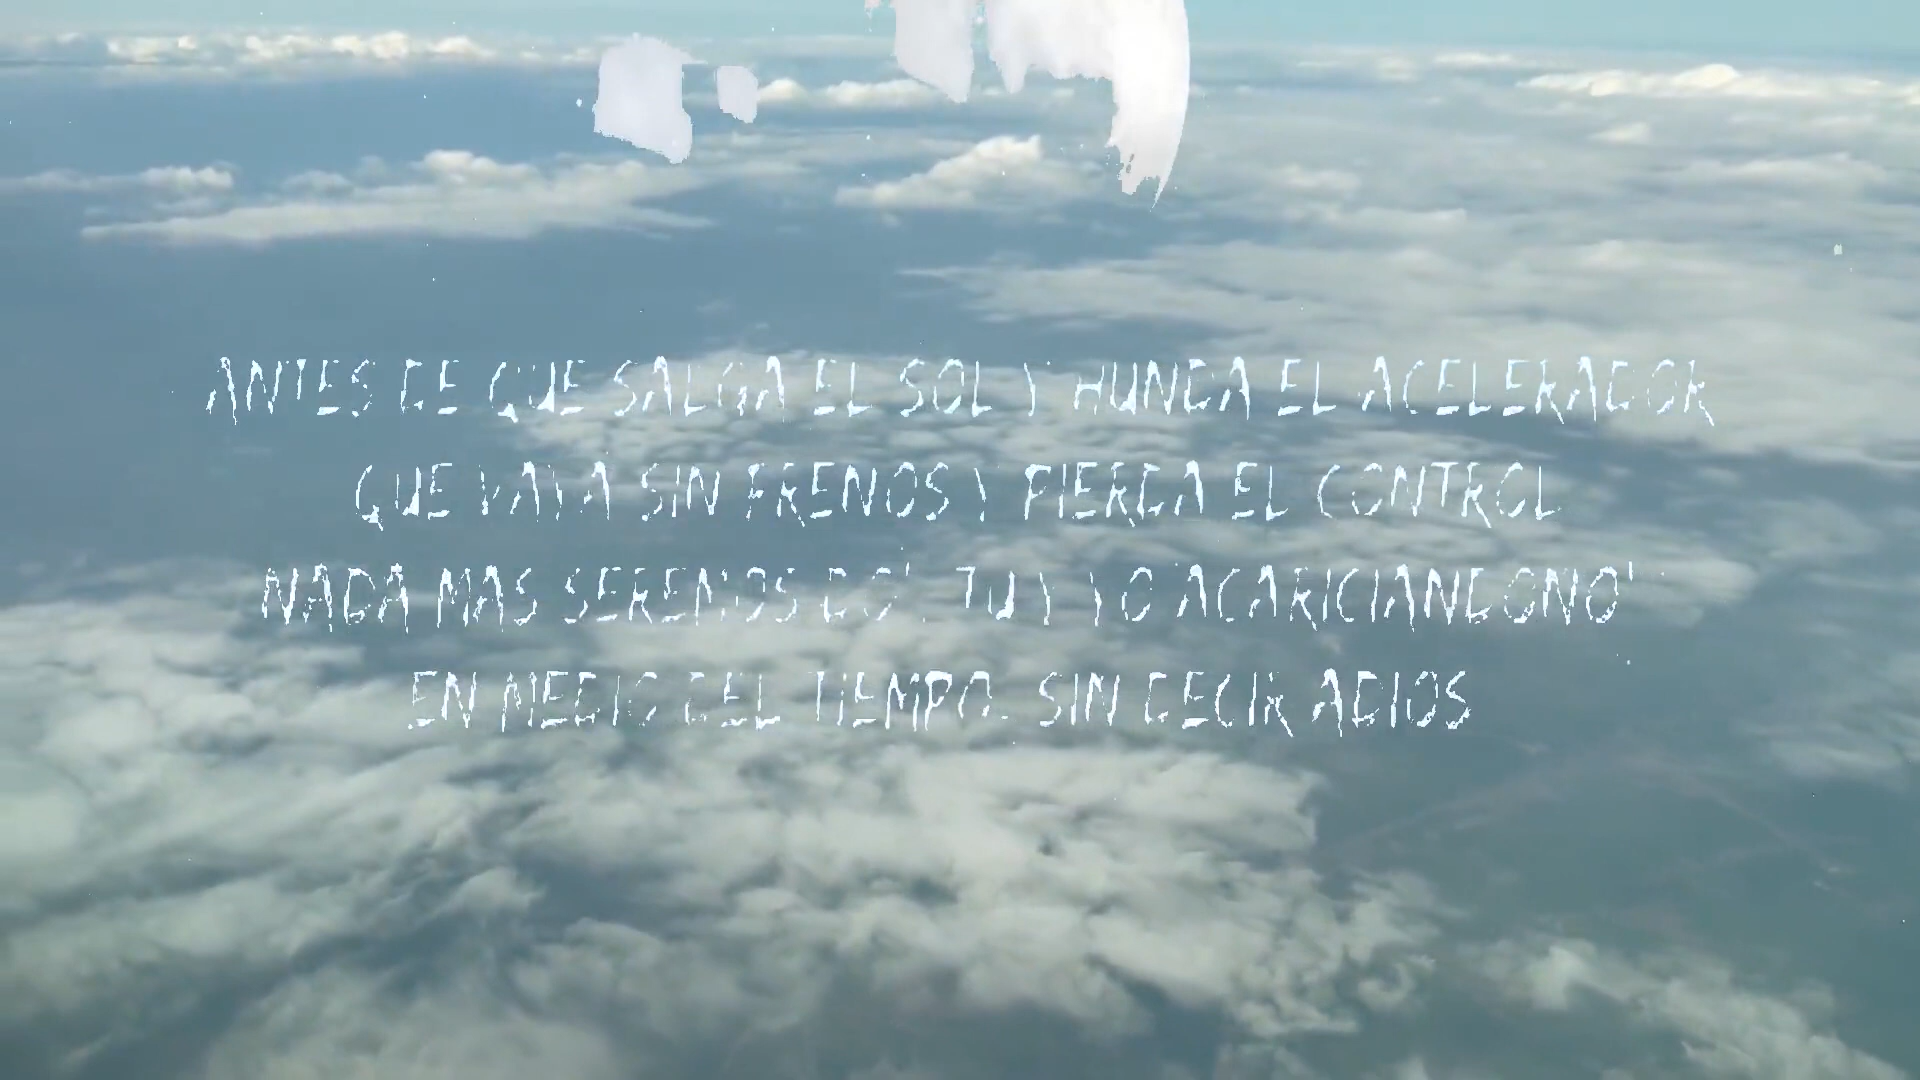 ANTES DE QUE SALGA EL SOL Y HUNDA EL ACELERADOR
QUE VAYA SIN FRENOS Y PIERDA EL CONTROL
NADA MAS SEREMOS DO', TU Y YO ACARICIANDONO'
EN MEDIO DEL TIEMPO. SIN DECIR ADIOS